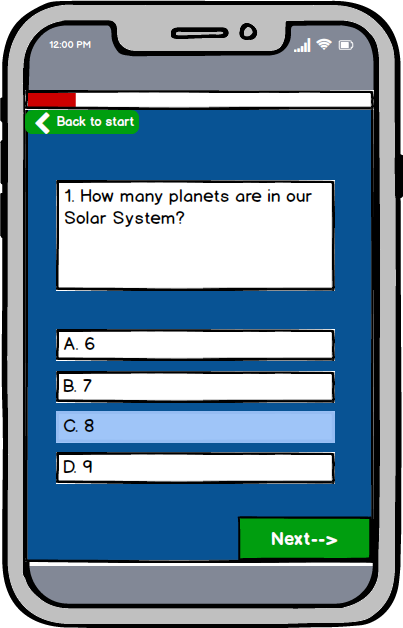 12:00 PM
Back to start
1. How many planets are in our
Solar System?
A. 6
B. 7
C. 8
D. 9
Next-->